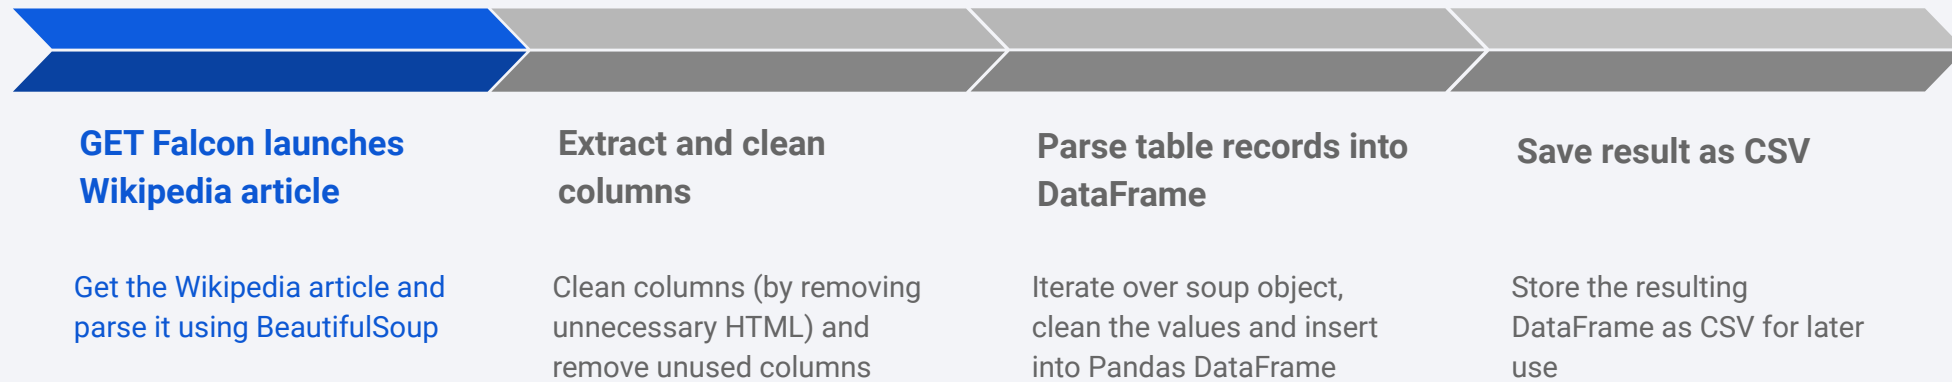 GET Falcon launches
Wikipedia article
Get the Wikipedia article and
parse it using BeautifulSoup
Extract and clean
columns
Clean columns (by removing
unnecessary HTML) and
remove unused columns
Parse table records into
DataFrame
Iterate over soup object,
clean the values and insert
into Pandas DataFrame
Save result as CSV
Store the resulting
DataFrame as CSV for later
use